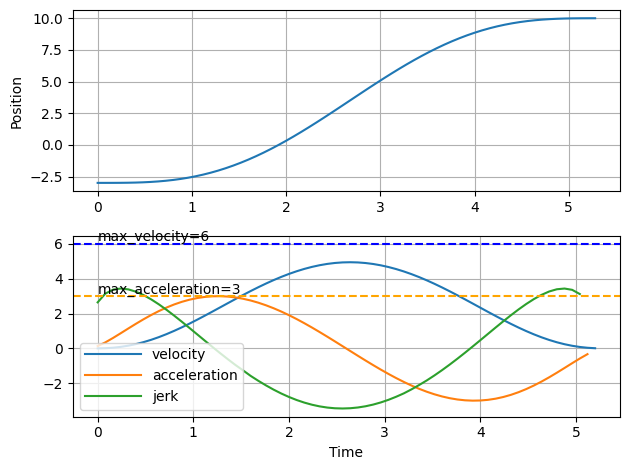 10.0
7.5
5.0
2.5
0.0
−2.5
Position
0 1 2 3 4 5
max_velocity=6
max_acceleration=3
6
4
2
0
−2
velocity
acceleration
jerk
0 1 2 3 4 5
Time